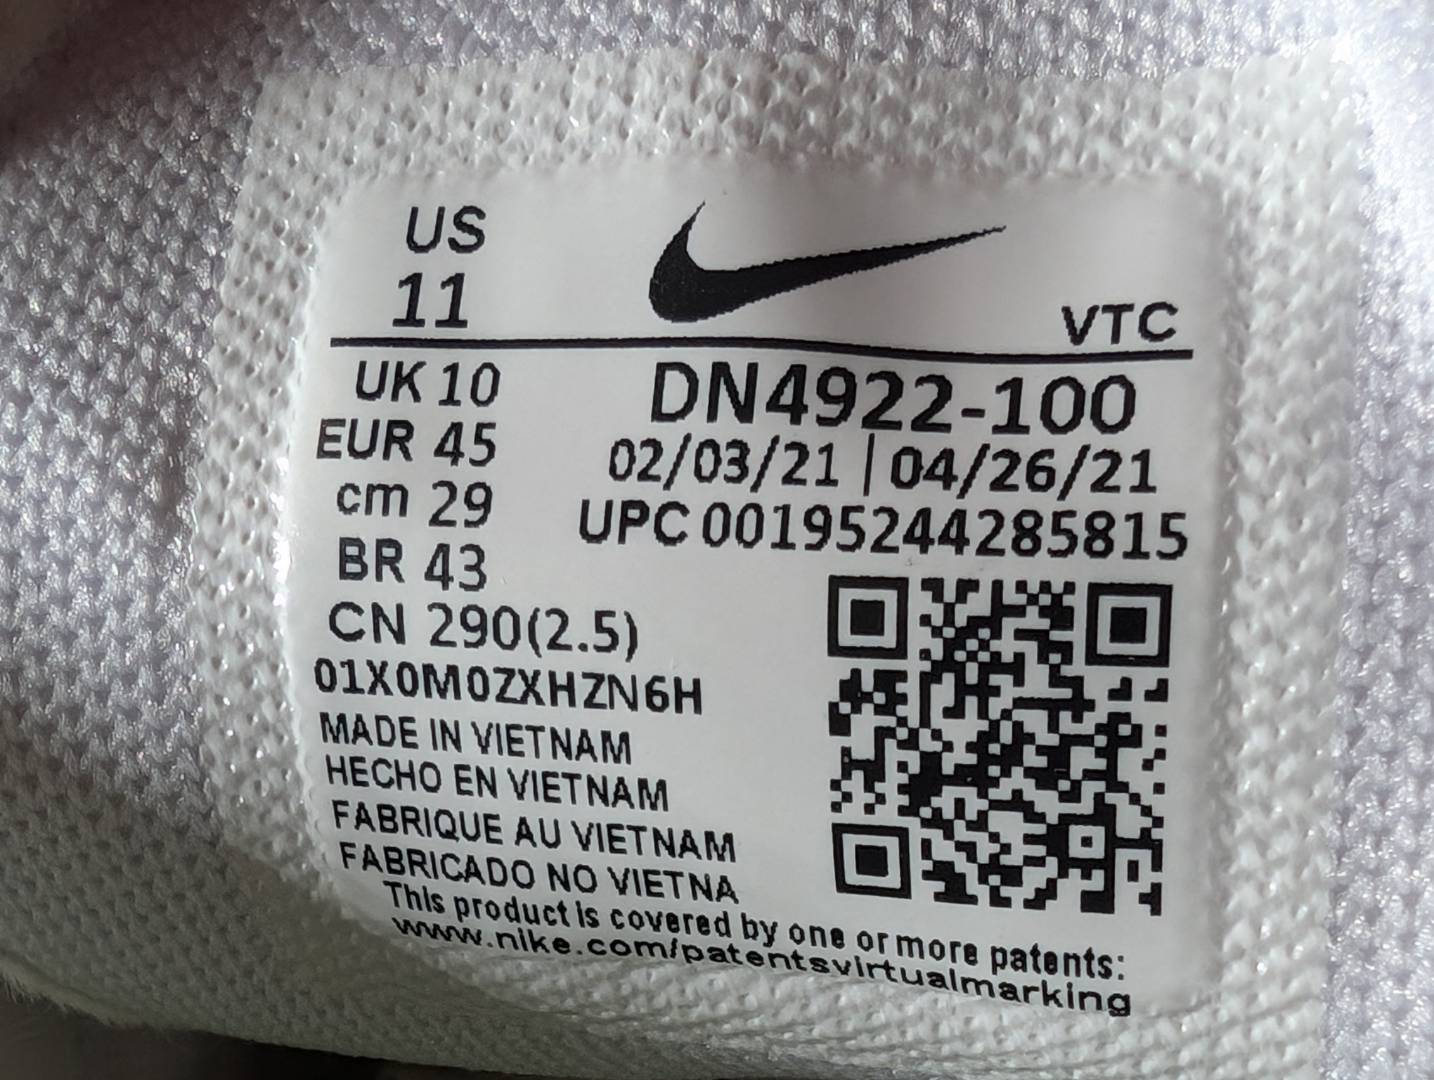 US
11
VTC
UK 10
EUR 45
cm 29
BR 43
CN 290(2.5)
DN4922-100
02/03/21 | 04/26/21
UPC 00195244285815
01X0M0ZXHZN6H
MADE IN VIETNAM
HECHO EN VIETNAM
FABRIQUE AU VIETNAM
FABRICADO NO VIETNA
This product is covered by one or more patents:
www.nike.com/patentsvirtualmarking